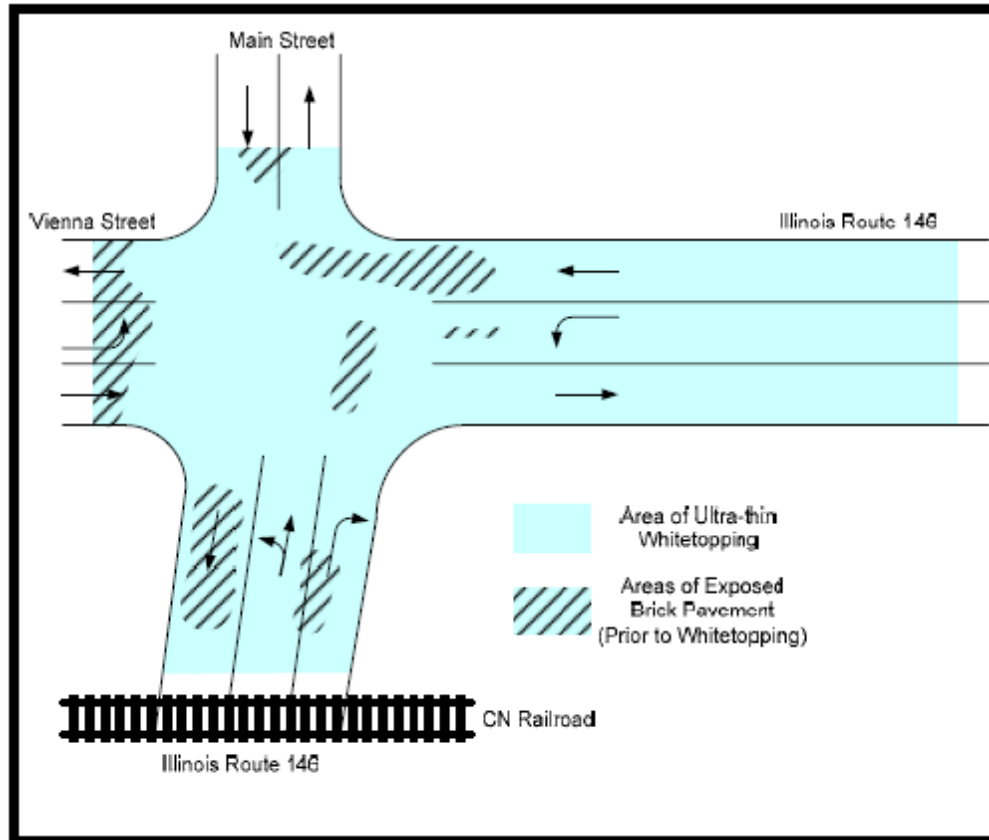 Main Street
Vienna Street
Illinois Route 146
Area of Ultra-thin
Whitetopping
Areas of Exposed
Brick Pavement
(Prior to Whitetopping)
CN Railroad
Illinois Route 146